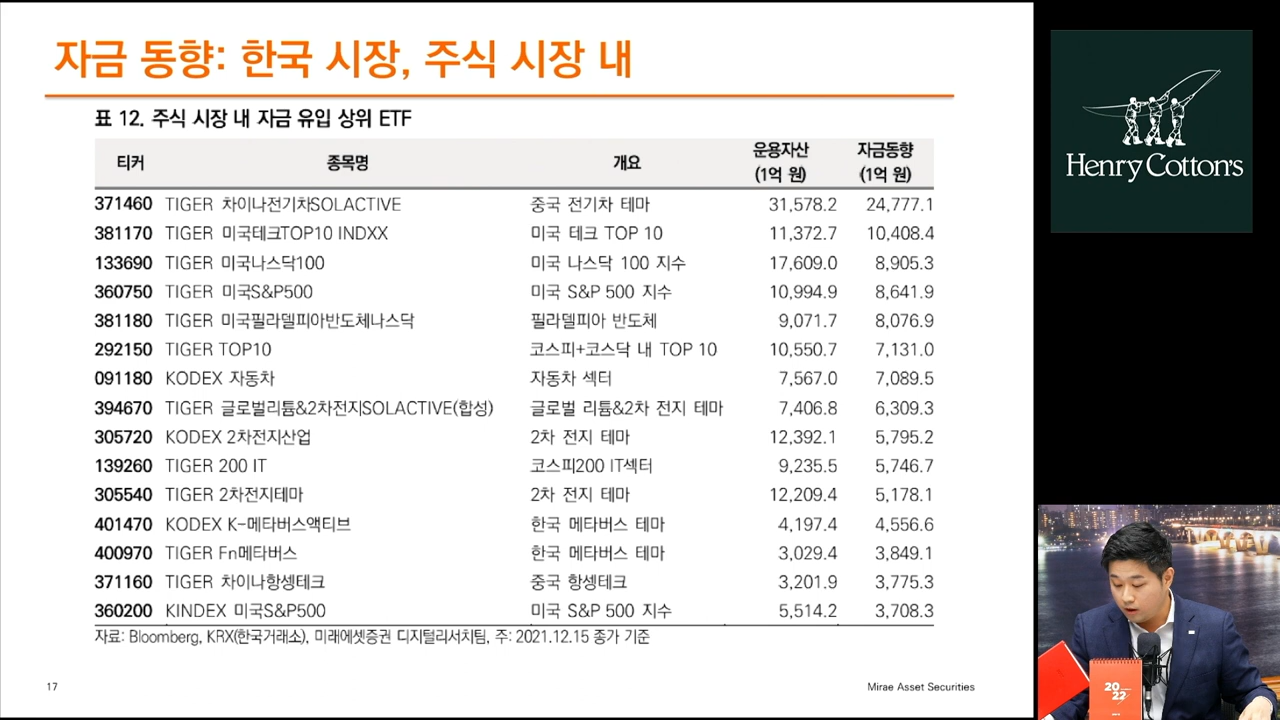 자금 동향: 한국 시장, 주식 시장 내
표 12. 주식 시장 내 자금 유입 상위 ETF
티커 종목명 개요 운용자산 (1억 원) 자금동향 (1억 원)
371460 TIGER 차이나전기차SOLACTIVE 중국 전기차 테마 31,578.2 24,777.1
381170 TIGER 미국테크TOP10 INDXX 미국 테크 TOP 10 11,372.7 10,408.4
133690 TIGER 미국나스닥100 미국 나스닥 100 지수 17,609.0 8,905.3
360750 TIGER 미국S&P500 미국 S&P 500 지수 10,994.9 8,641.9
381180 TIGER 미국필라델피아반도체나스닥 필라델피아 반도체 9,071.7 8,076.9
292150 TIGER TOP10 코스피+코스닥 내 TOP 10 10,550.7 7,131.0
091180 KODEX 자동차 자동차 섹터 7,567.0 7,089.5
394670 TIGER 글로벌리튬&2차전지SOLACTIVE(합성) 글로벌 리튬&2차 전지 테마 7,406.8 6,309.3
305720 KODEX 2차전지산업 2차 전지 테마 12,392.1 5,795.2
139260 TIGER 200 IT 코스피200 IT섹터 9,235.5 5,746.7
305540 TIGER 2차전지테마 2차 전지 테마 12,209.4 5,178.1
401470 KODEX K-메타버스액티브 한국 메타버스 테마 4,197.4 4,556.6
400970 TIGER Fn메타버스 한국 메타버스 테마 3,029.4 3,849.1
371160 TIGER 차이나항셍테크 중국 항셍테크 3,201.9 3,775.3
360200 KINDEX 미국S&P500 미국 S&P 500 지수 5,514.2 3,708.3
자료: Bloomberg, KRX(한국거래소), 미래에셋증권 디지털리서치팀, 주: 2021.12.15 종가 기준
17
Mirae Asset Securities
Henry Cotton's
20
22